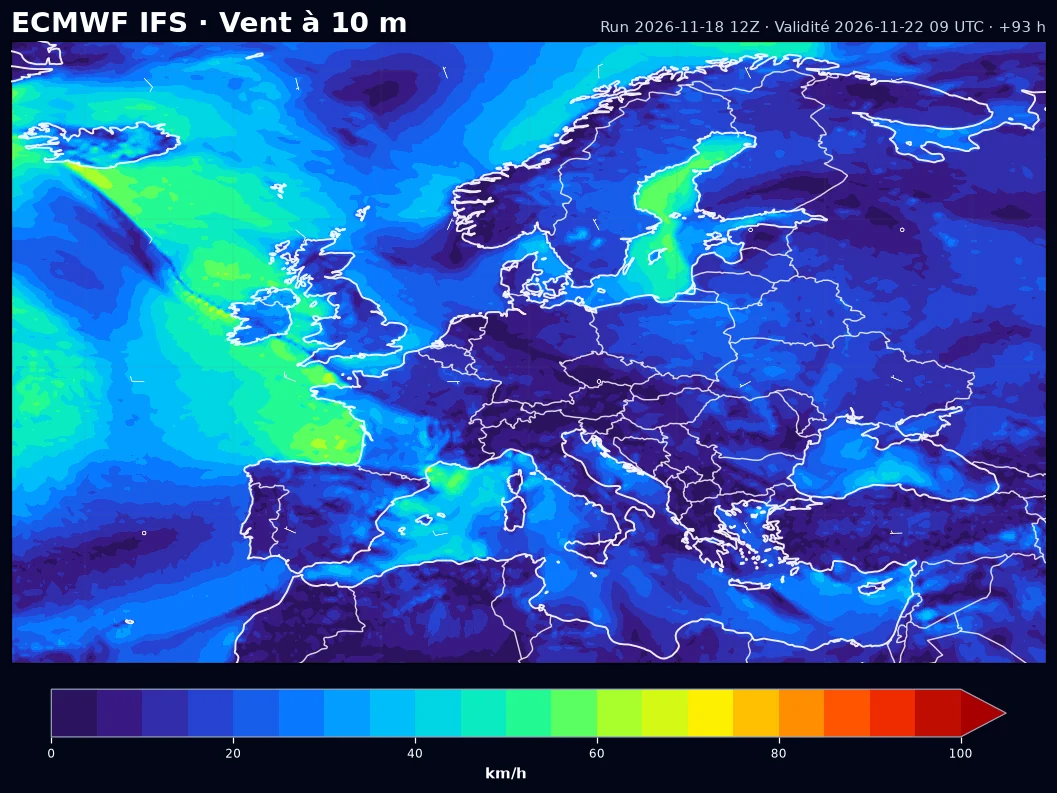 ECMWF IFS · Vent à 10 m
Run 2026-11-18 12Z · Validité 2026-11-22 09 UTC · +93 h
0 20 40 60 80 100
km/h